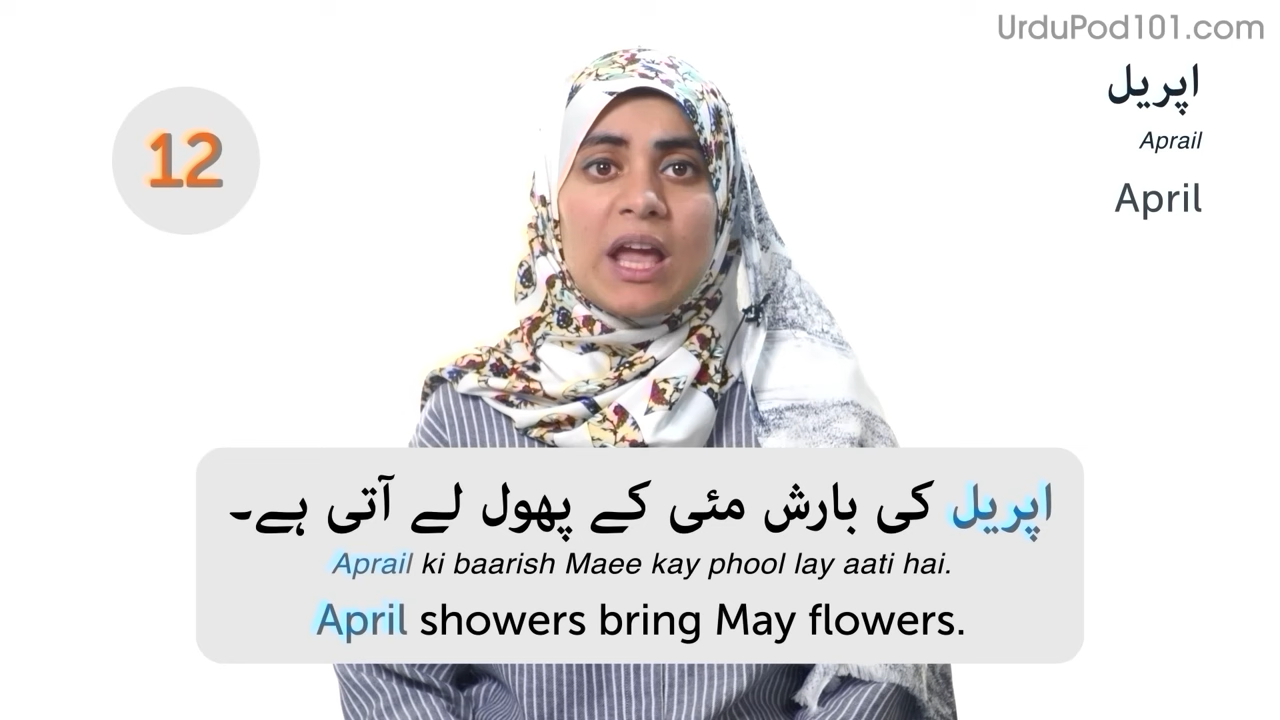 UrduPod101.com
12
اپریل
Aprail
April
اپریل کی بارش مئی کے پھول لے آتی ہے۔
Aprail ki baarish Maee kay phool lay aati hai.
April showers bring May flowers.